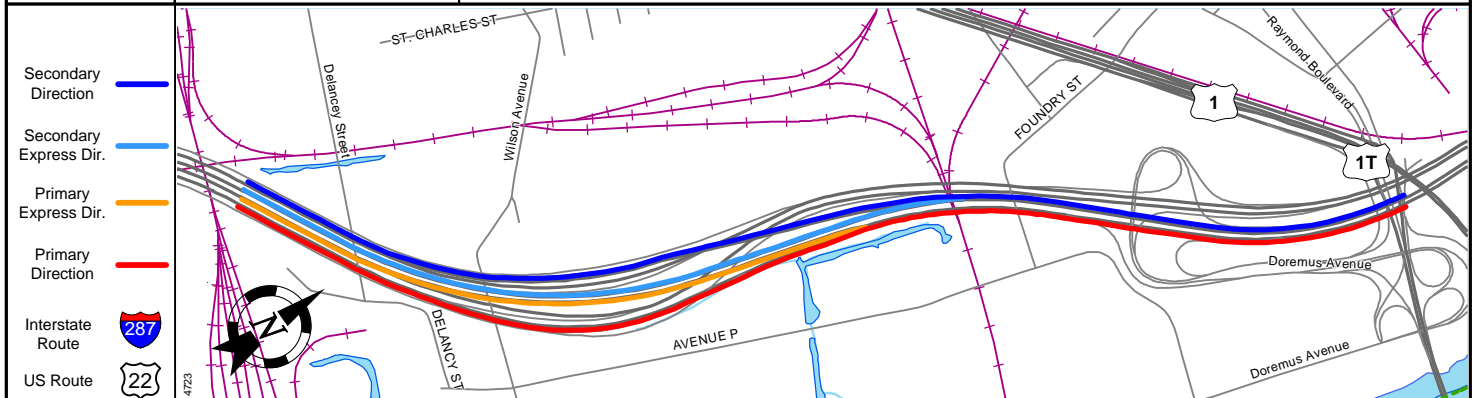 Secondary
Direction
Secondary
Express Dir.
Primary
Express Dir.
Primary
Direction
Interstate
Route
287
US Route
22
4723
ST. CHARLES ST
Delancey Street
Wilson Avenue
FOUNDRY ST
Raymond Boulevard
1
1T
Doremus Avenue
Doremus Avenue
AVENUE P
DELANCY ST
N